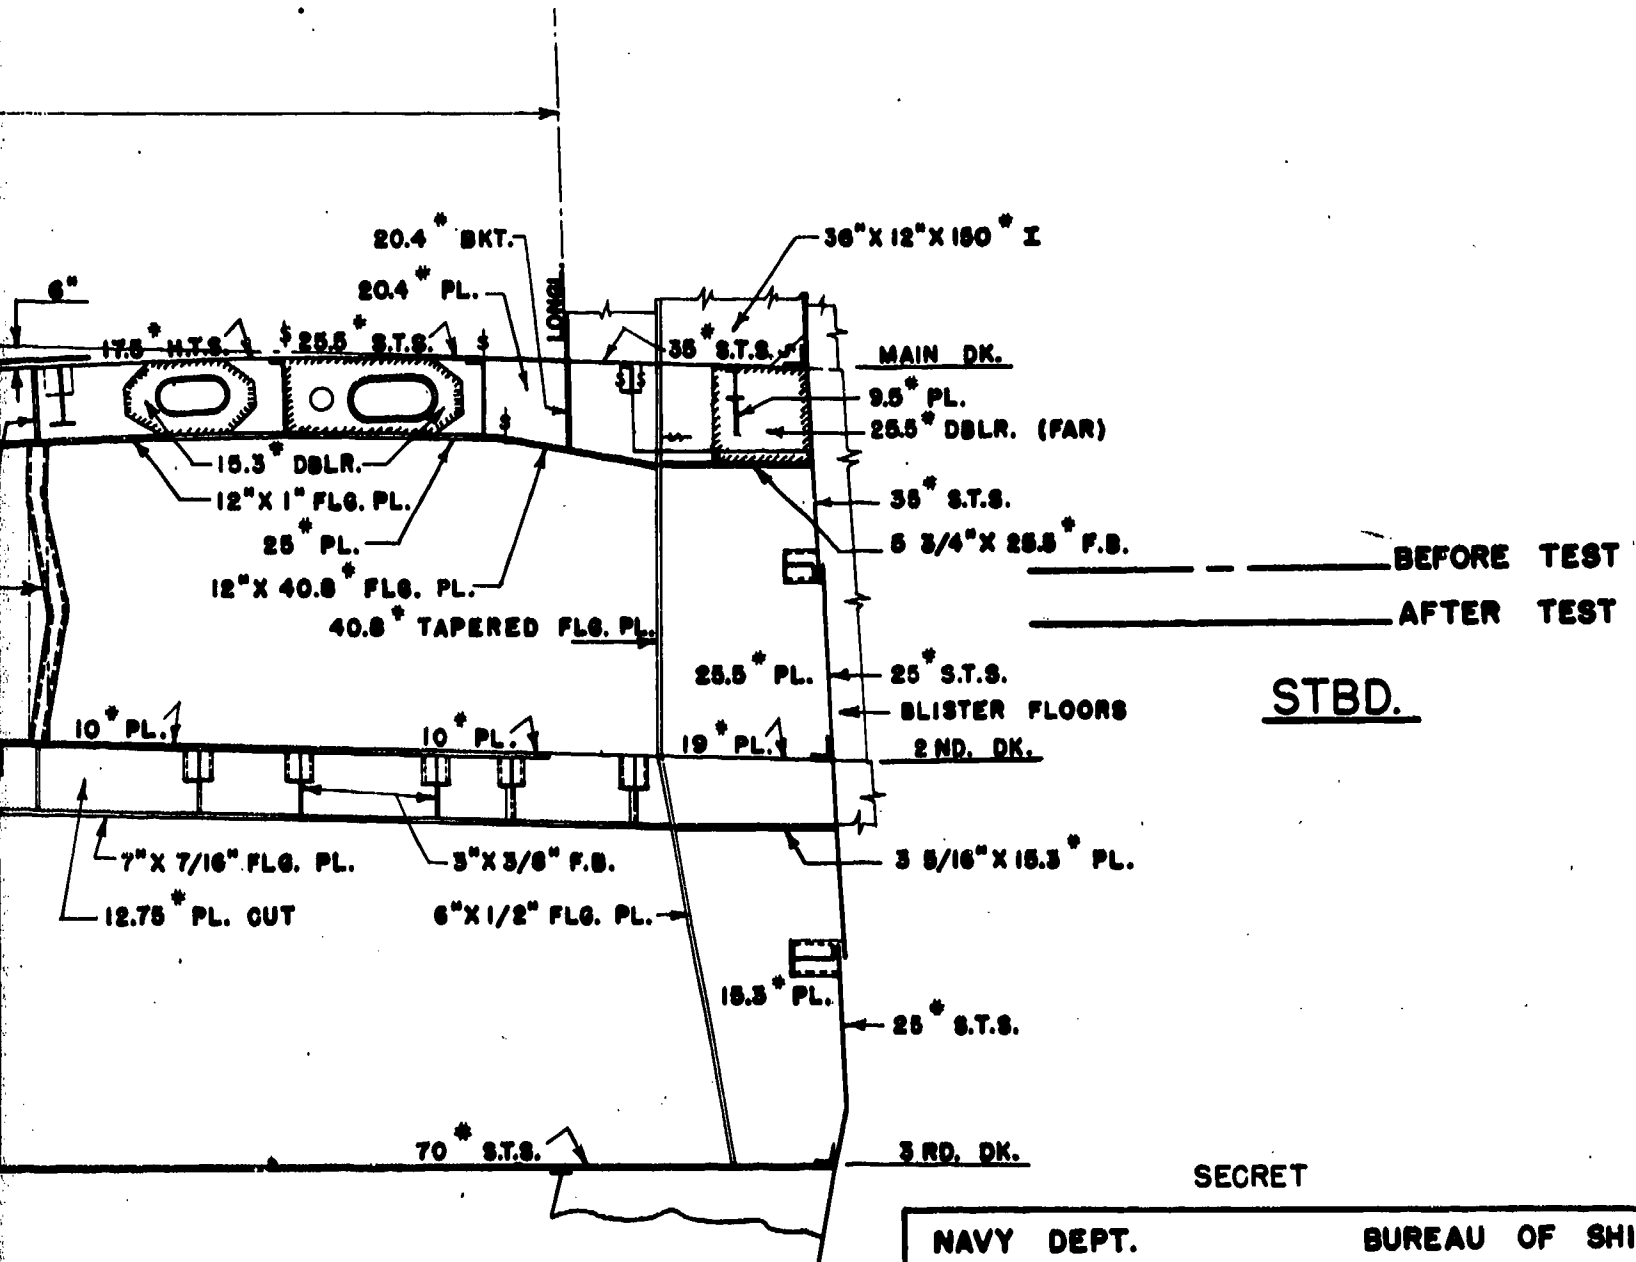 20.4# BKT.
36"X 12"X 150# I
20.4# PL.
6"
LONGL.
17.5# H.T.S.
25.5# S.T.S.
35# S.T.S.
MAIN DK.
9.5# PL.
25.5# DBLR. (FAR)
15.3# DBLR.
12"X 1" FLG. PL.
35# S.T.S.
25# PL.
5 3/4"X 25.5# F.B.
BEFORE TEST
12"X 40.8# FLG. PL.
AFTER TEST
40.8# TAPERED FLG. PL.
25.5# PL.
25# S.T.S.
STBD.
BLISTER FLOORS
10# PL.
10# PL.
19# PL.
2 ND. DK.
7"X 7/16" FLG. PL.
3"X 3/8" F.B.
3 5/16"X 15.3# PL.
12.75# PL. CUT
6"X 1/2" FLG. PL.
15.3# PL.
25# S.T.S.
70# S.T.S.
3 RD. DK.
SECRET
NAVY DEPT.
BUREAU OF SHI